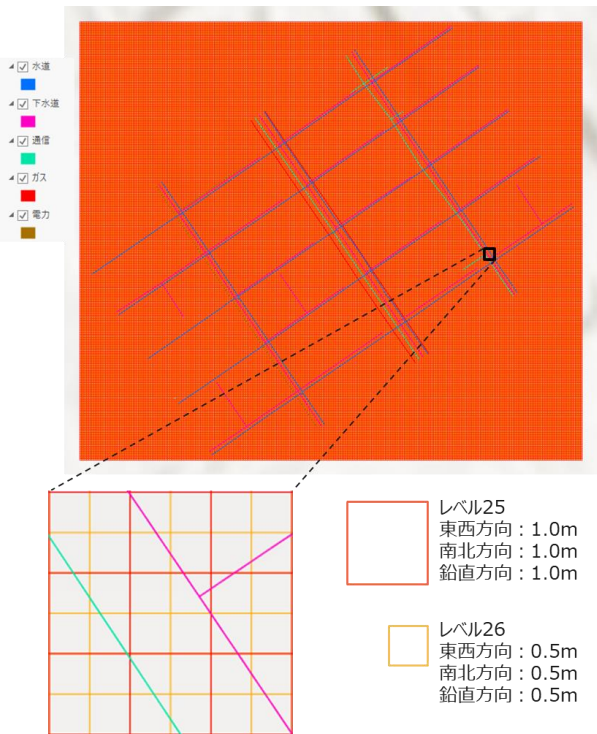 水道
下水道
通信
ガス
電力
レベル25
東西方向：1.0m
南北方向：1.0m
鉛直方向：1.0m
レベル26
東西方向：0.5m
南北方向：0.5m
鉛直方向：0.5m